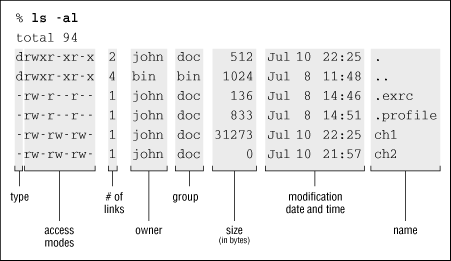 % ls -al
total 94
drwxr-xr-x 2 john doc 512 Jul 10 22:25 .
drwxr-xr-x 4 bin bin 1024 Jul 8 11:48 ..
-rw-r--r-- 1 john doc 136 Jul 8 14:46 .exrc
-rw-r--r-- 1 john doc 833 Jul 8 14:51 .profile
-rw-rw-rw- 1 john doc 31273 Jul 10 22:25 ch1
-rw-rw-rw- 1 john doc 0 Jul 10 21:57 ch2
type
access
modes
# of
links
owner
group
size
(in bytes)
modification
date and time
name